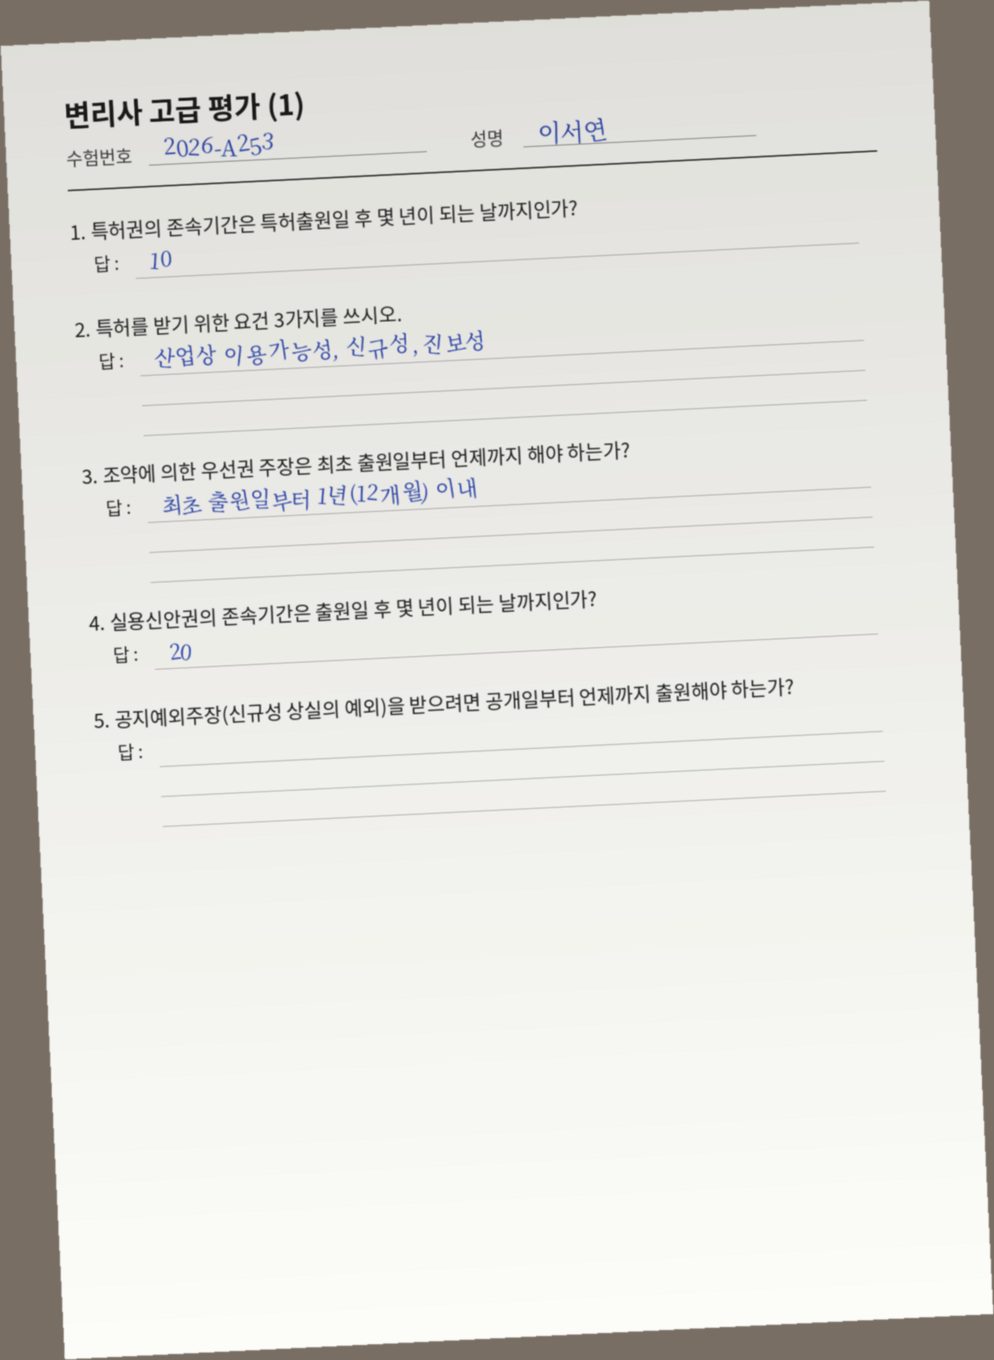 변리사 고급 평가 (1)
수험번호 2026-A253 성명 이서연
1. 특허권의 존속기간은 특허출원일 후 몇 년이 되는 날까지인가?
답 : 10
2. 특허를 받기 위한 요건 3가지를 쓰시오.
답 : 산업상 이용가능성, 신규성, 진보성
3. 조약에 의한 우선권 주장은 최초 출원일부터 언제까지 해야 하는가?
답 : 최초 출원일부터 1년(12개월) 이내
4. 실용신안권의 존속기간은 출원일 후 몇 년이 되는 날까지인가?
답 : 20
5. 공지예외주장(신규성 상실의 예외)을 받으려면 공개일부터 언제까지 출원해야 하는가?
답 :